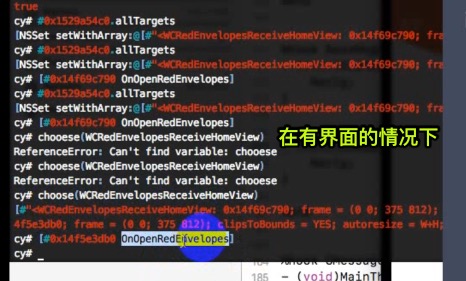 true
cy# #0x1529a54c0.allTargets
[NSSet setWithArray:@[#"<WCRedEnvelopesReceiveHomeView: 0x14f69c790; fram
cy# #0x1529a54c0.allTargets
[NSSet setWithArray:@[#"<WCRedEnvelopesReceiveHomeView: 0x14f69c790; fram
cy# [#0x14f69c790 OnOpenRedEnvelopes]
cy# #0x1529a54c0.allTargets
[NSSet setWithArray:@[#"<WCRedEnvelopesReceiveHomeView: 0x14f69c790; fram
cy# [#0x14f69c790 OnOpenRedEnvelopes]
cy# chooese(WCRedEnvelopesReceiveHomeView)
ReferenceError: Can't find variable: chooese
cy# chooese(WCRedEnvelopesReceiveHomeView)
ReferenceError: Can't find variable: chooese
cy# choose(WCRedEnvelopesReceiveHomeView)
[#"<WCRedEnvelopesReceiveHomeView: 0x14f69c790; frame = (0 0; 375 812);
4f5e3db0; frame = (0 0; 375 812); clipsToBounds = YES; autoresize = W+H;
cy# [#0x14f5e3db0 OnOpenRedEnvelopes]
cy#
在有界面的情况下
185 - (void)MainTh